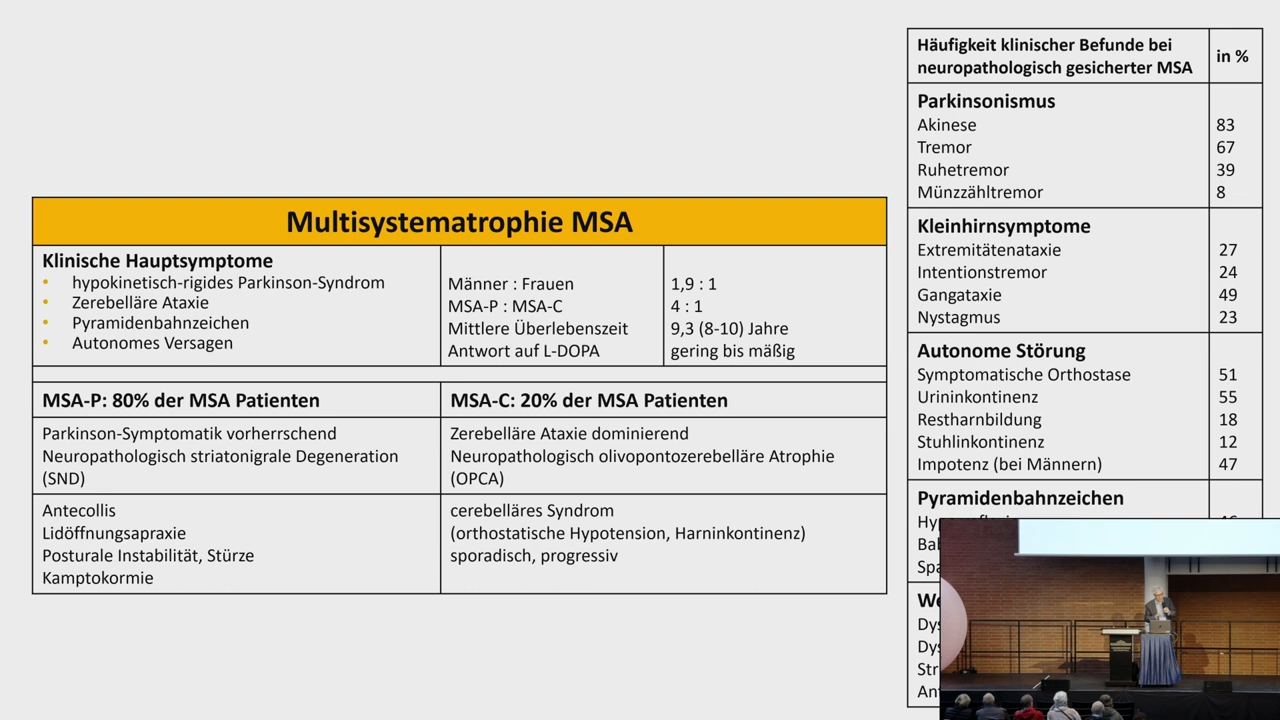 Multisystematrophie MSA
Klinische Hauptsymptome
• hypokinetisch-rigides Parkinson-Syndrom
• Zerebelläre Ataxie
• Pyramidenbahnzeichen
• Autonomes Versagen
Männer : Frauen 1,9 : 1
MSA-P : MSA-C 4 : 1
Mittlere Überlebenszeit 9,3 (8-10) Jahre
Antwort auf L-DOPA gering bis mäßig
MSA-P: 80% der MSA Patienten
MSA-C: 20% der MSA Patienten
Parkinson-Symptomatik vorherrschend
Neuropathologisch striatonigrale Degeneration
(SND)
Zerebelläre Ataxie dominierend
Neuropathologisch olivopontozerebelläre Atrophie
(OPCA)
Antecollis
Lidöffnungsapraxie
Posturale Instabilität, Stürze
Kamptokormie
cerebelläres Syndrom
(orthostatische Hypotension, Harninkontinenz)
sporadisch, progressiv
Häufigkeit klinischer Befunde bei
neuropathologisch gesicherter MSA
in %
Parkinsonismus
Akinese 83
Tremor 67
Ruhetremor 39
Münzzähltremor 8
Kleinhirnsymptome
Extremitätenataxie 27
Intentionstremor 24
Gangataxie 49
Nystagmus 23
Autonome Störung
Symptomatische Orthostase 51
Urininkontinenz 55
Restharnbildung 18
Stuhlinkontinenz 12
Impotenz (bei Männern) 47
Pyramidenbahnzeichen